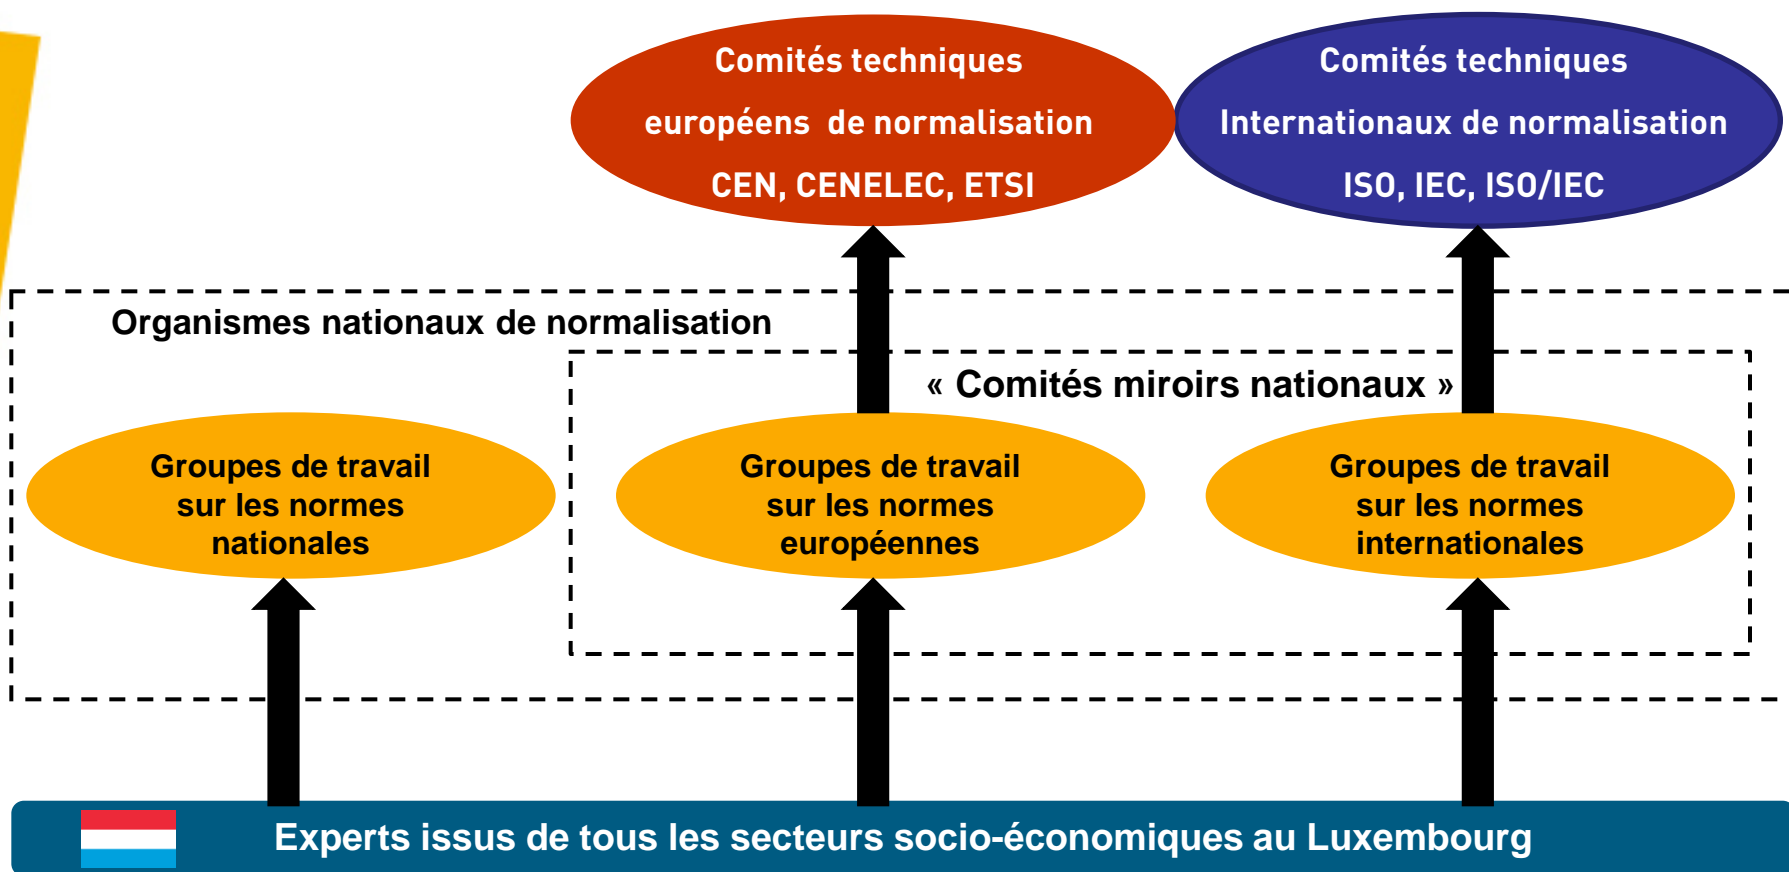 Comités techniques
européens de normalisation
CEN, CENELEC, ETSI
Comités techniques
Internationaux de normalisation
ISO, IEC, ISO/IEC
Organismes nationaux de normalisation
« Comités miroirs nationaux »
Groupes de travail
sur les normes
nationales
Groupes de travail
sur les normes
européennes
Groupes de travail
sur les normes
internationales
Experts issus de tous les secteurs socio-économiques au Luxembourg